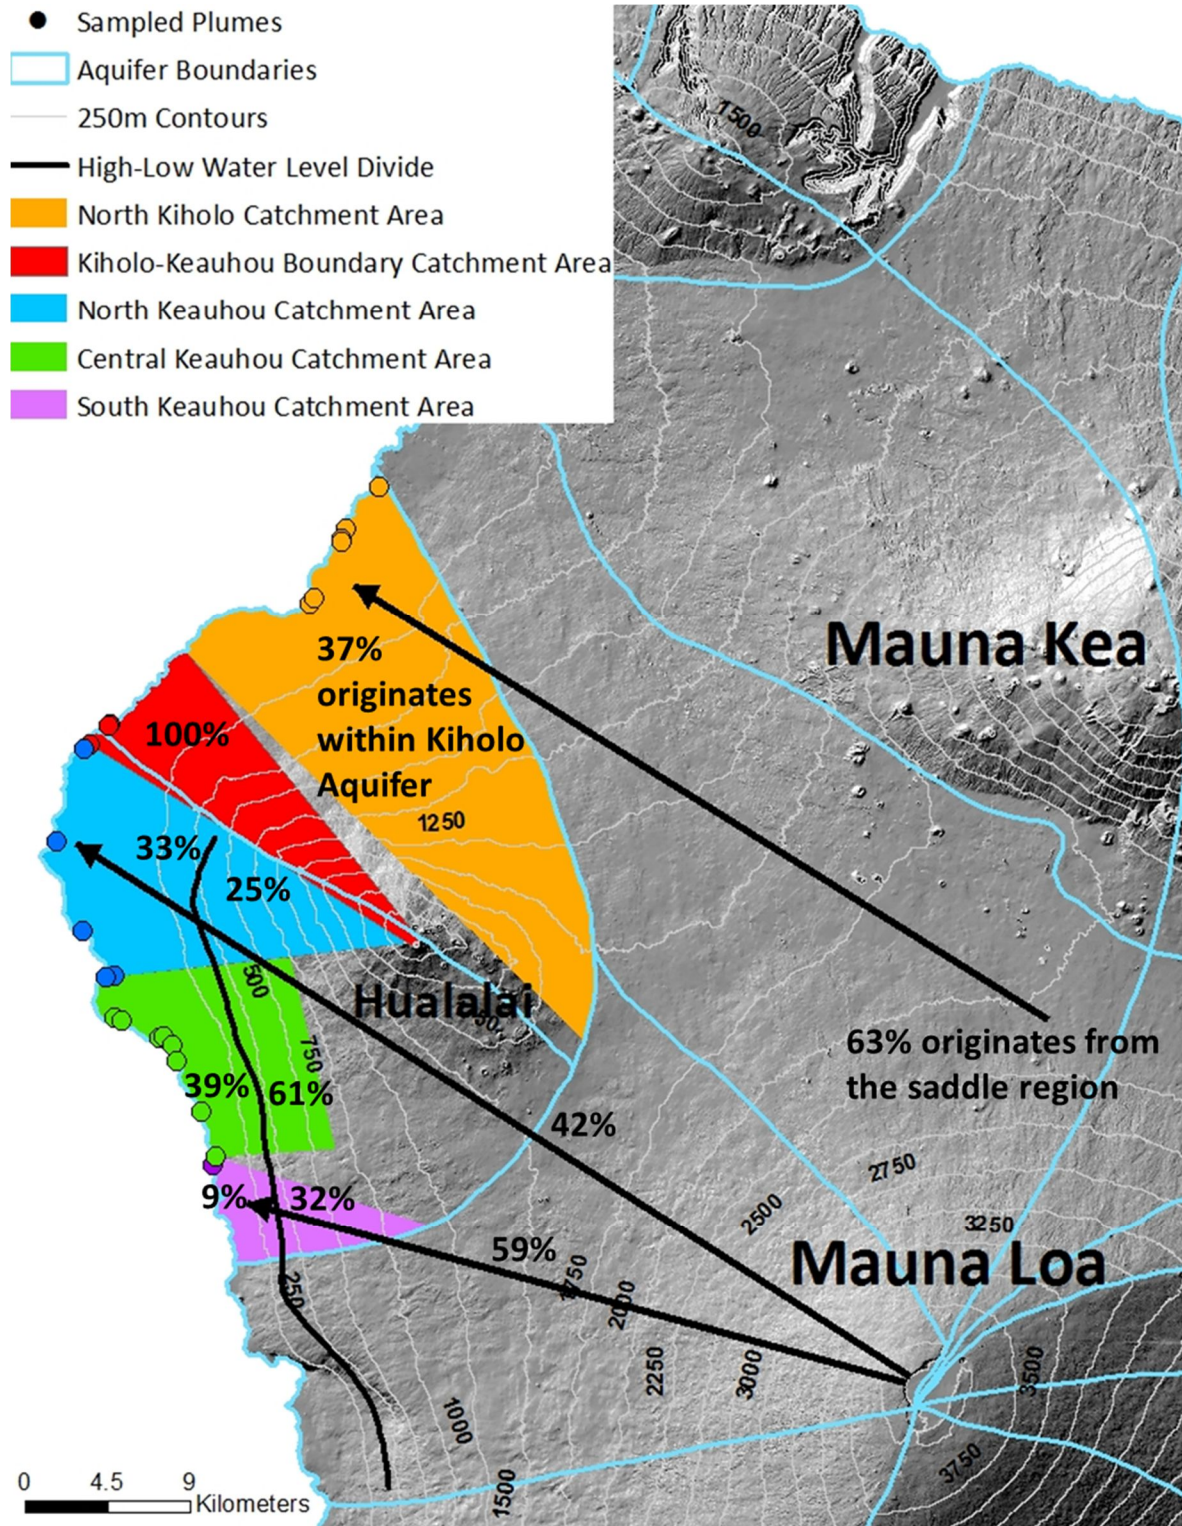 Sampled Plumes
Aquifer Boundaries
250m Contours
High-Low Water Level Divide
North Kiholo Catchment Area
Kiholo-Keauhou Boundary Catchment Area
North Keauhou Catchment Area
Central Keauhou Catchment Area
South Keauhou Catchment Area
1500
Mauna Kea
37%
originates
within Kiholo
Aquifer
100%
1250
33%
25%
500
Hualalai
750
39%
61%
63% originates from
the saddle region
42%
2750
9%
32%
2500
3250
59%
Mauna Loa
250
2000
2250
3000
3500
1000
3750
1500
0 4.5 9
Kilometers